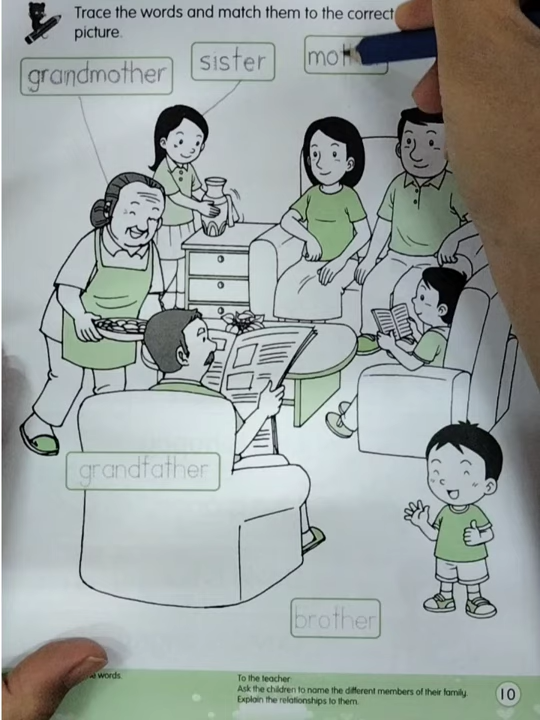 Trace the words and match them to the correct
picture.
grandmother
sister
grandfather
brother
words.
To the teacher:
Ask the children to name the different members of their family.
Explain the relationships to them.
10